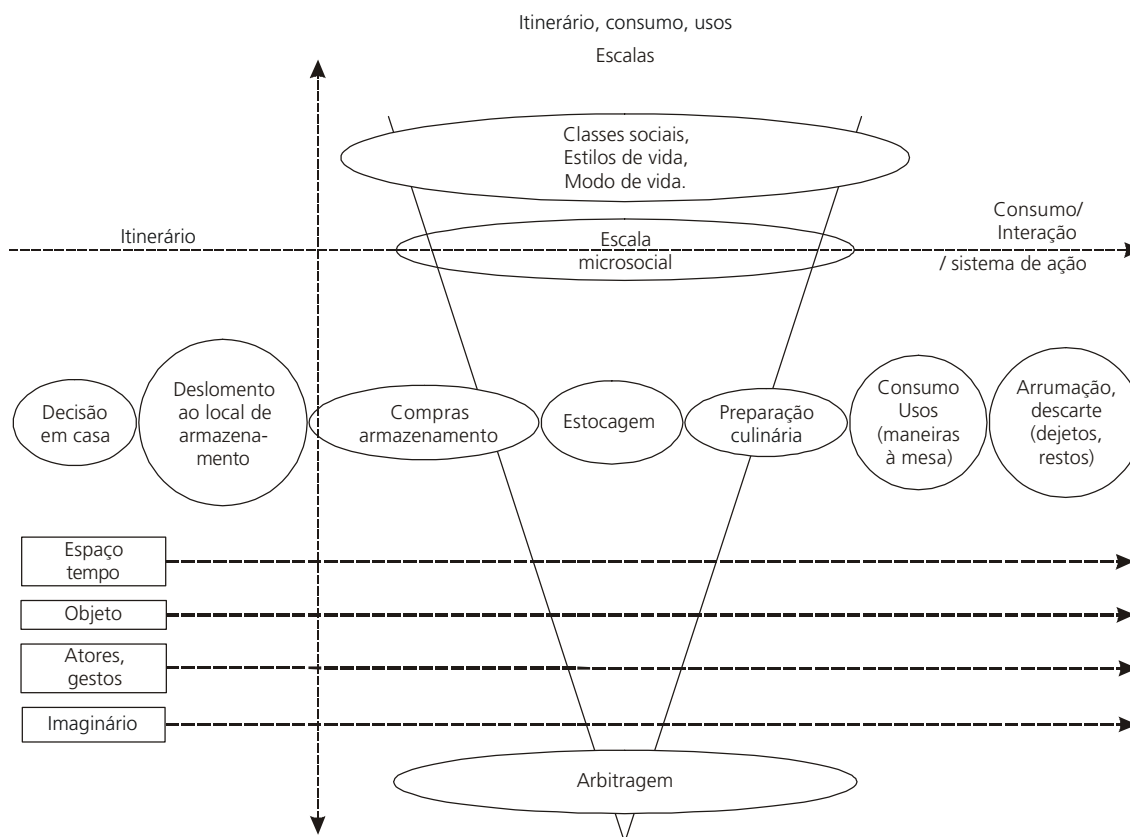 Itinerário, consumo, usos
Escalas
Classes sociais,
Estilos de vida,
Modo de vida.
Itinerário
Escala
microsocial
Consumo/
Interação
/ sistema de ação
Decisão
em casa
Deslomento
ao local de
armazena-
mento
Compras
armazenamento
Estocagem
Preparação
culinária
Consumo
Usos
(maneiras
à mesa)
Arrumação,
descarte
(dejetos,
restos)
Espaço
tempo
Objeto
Atores,
gestos
Imaginário
Arbitragem